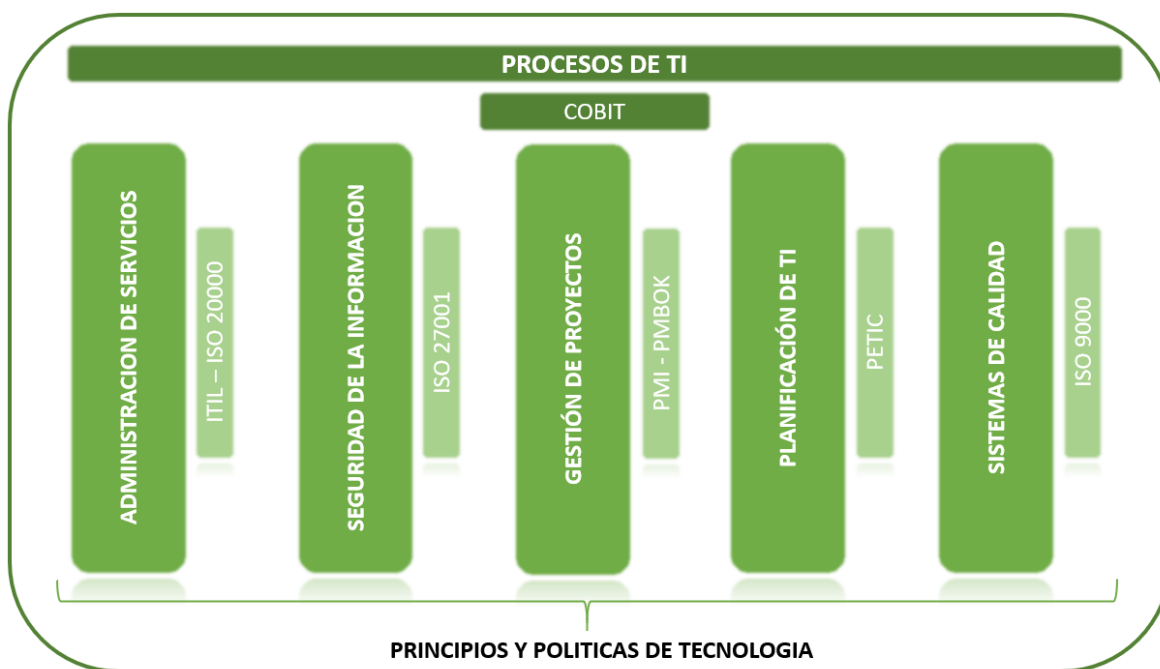 PROCESOS DE TI
COBIT
ADMINISTRACION DE SERVICIOS
ITIL – ISO 20000
SEGURIDAD DE LA INFORMACION
ISO 27001
GESTIÓN DE PROYECTOS
PMI - PMBOK
PLANIFICACIÓN DE TI
PETIC
SISTEMAS DE CALIDAD
ISO 9000
PRINCIPIOS Y POLITICAS DE TECNOLOGIA